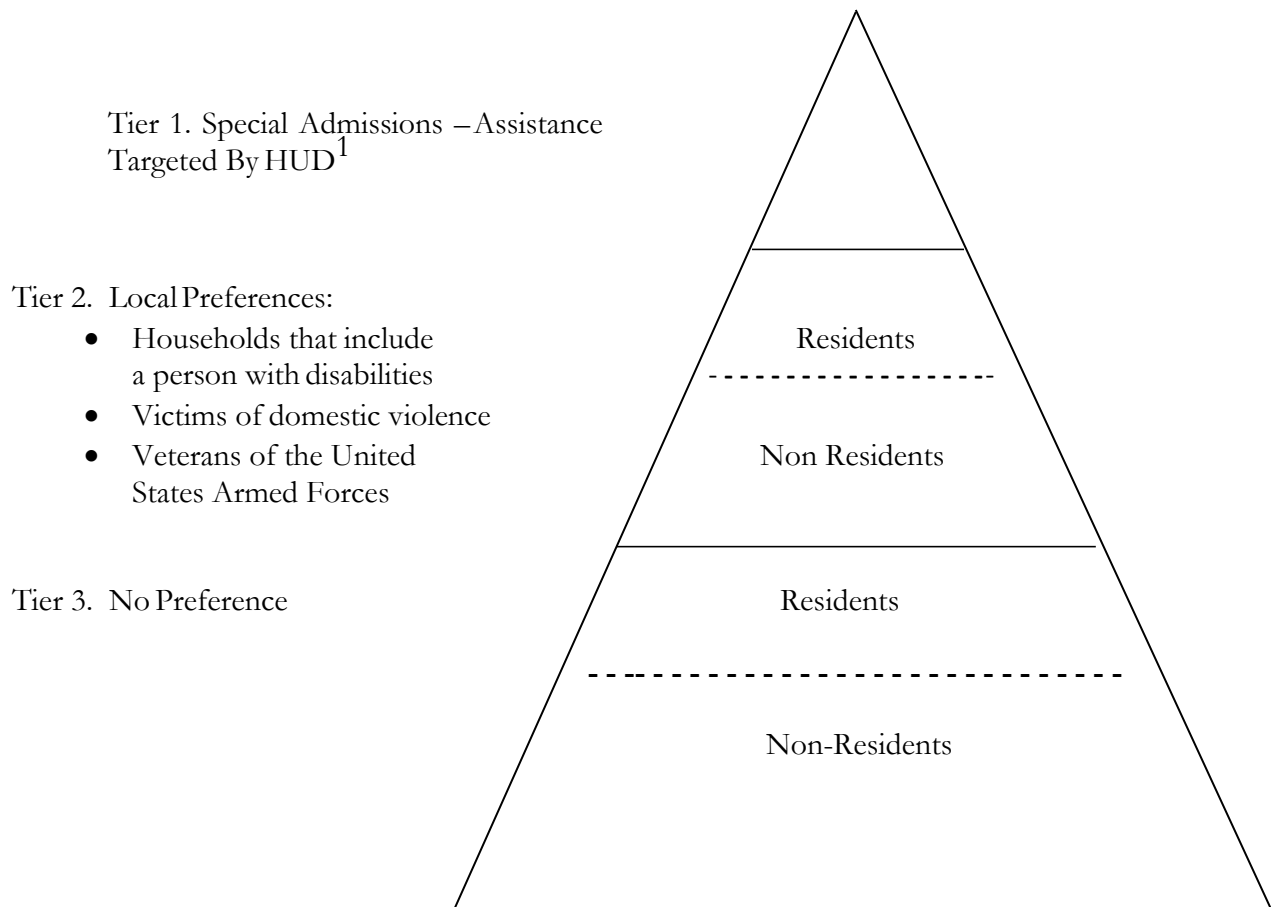 Tier 1. Special Admissions – Assistance
Targeted By HUD1
Tier 2. Local Preferences:
• Households that include
a person with disabilities
• Victims of domestic violence
• Veterans of the United
States Armed Forces
Residents
Non Residents
Tier 3. No Preference
Residents
Non-Residents